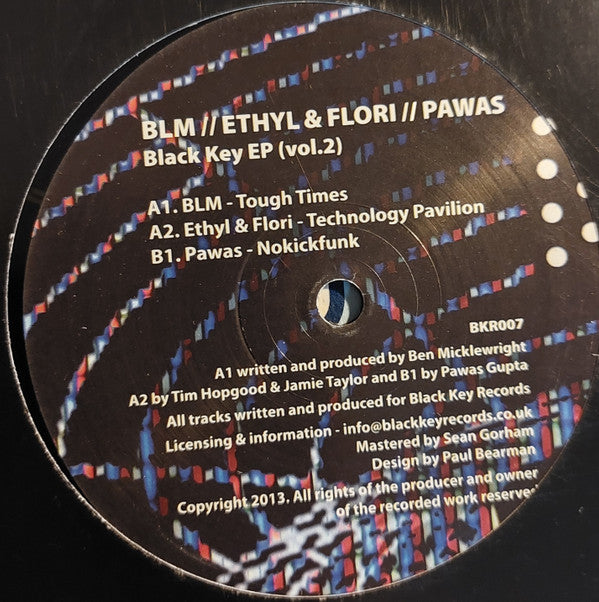 BLM // ETHYL & FLORI // PAWAS
Black Key EP (vol.2)
A1. BLM - Tough Times
A2. Ethyl & Flori - Technology Pavilion
B1. Pawas - Nokickfunk
BKR007
A1 written and produced by Ben Micklewright
A2 by Tim Hopgood & Jamie Taylor and B1 by Pawas Gupta
All tracks written and produced for Black Key Records
Licensing & information - info@blackkeyrecords.co.uk
Mastered by Sean Gorham
Design by Paul Bearman
Copyright 2013. All rights of the producer and owner
of the recorded work reserve